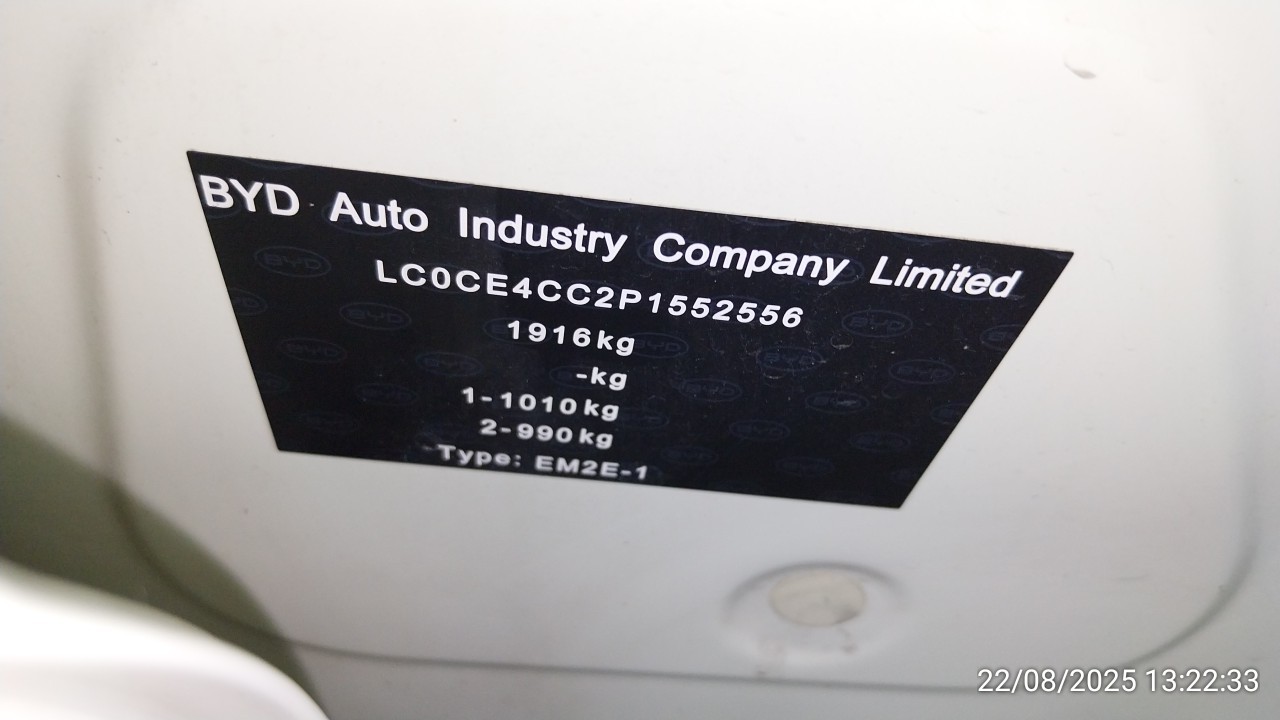 BYD Auto Industry Company Limited
LC0CE4CC2P1552556
1916kg
-kg
1-1010kg
2-990kg
Type: EM2E-1
22/08/2025 13:22:33